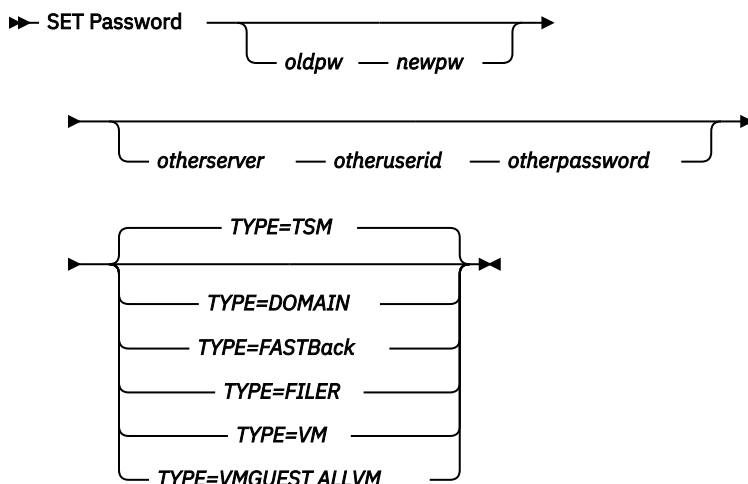 SET Password
oldpw newpw
otherserver otheruserid otherpassword
TYPE=TSM
TYPE=DOMAIN
TYPE=FASTBack
TYPE=FILER
TYPE=VM
TYPE=VMGUEST ALLVM